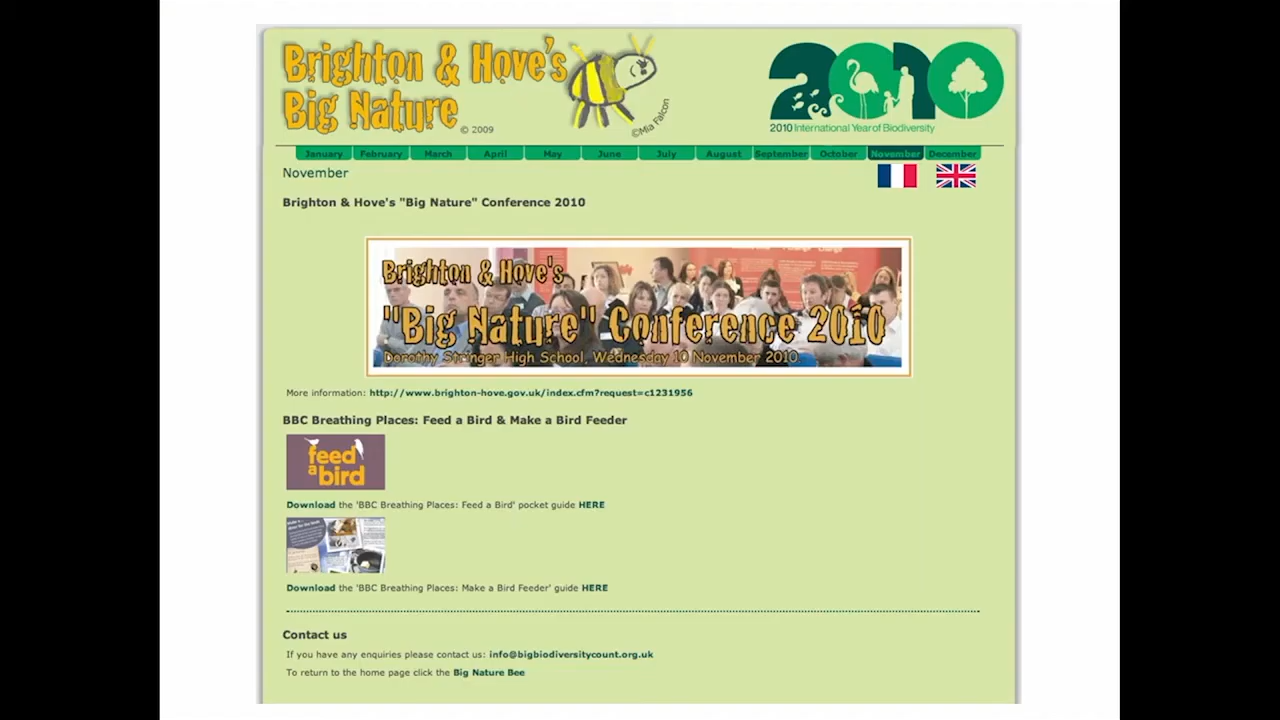 Brighton & Hove's
Big Nature
© 2009
©Mia Falcon
2010
2010 International Year of Biodiversity
January February March April May June July August September October November December
November
Brighton & Hove's "Big Nature" Conference 2010
Brighton & Hove's
"Big Nature" Conference 2010
Dorothy Stringer High School, Wednesday 10 November 2010.
More information: http://www.brighton-hove.gov.uk/index.cfm?request=c1231956
BBC Breathing Places: Feed a Bird & Make a Bird Feeder
feed
a bird
Download the 'BBC Breathing Places: Feed a Bird' pocket guide HERE
Download the 'BBC Breathing Places: Make a Bird Feeder' guide HERE
Contact us
If you have any enquiries please contact us: info@bigbiodiversitycount.org.uk
To return to the home page click the Big Nature Bee